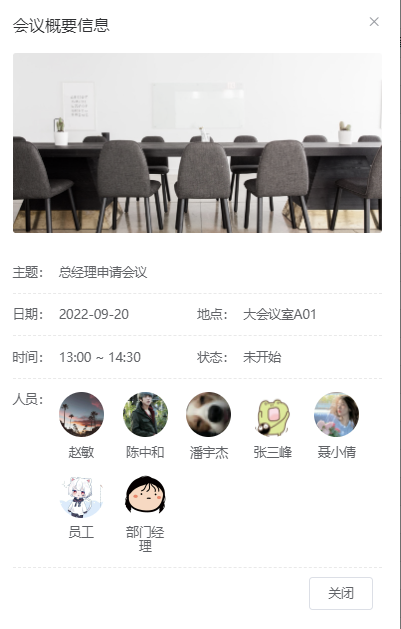 会议概要信息
主题： 总经理申请会议
日期： 2022-09-20 地点： 大会议室A01
时间： 13:00 ~ 14:30 状态： 未开始
人员：
赵敏 陈中和 潘宇杰 张三峰 聂小倩
员工 部门经
理
关闭